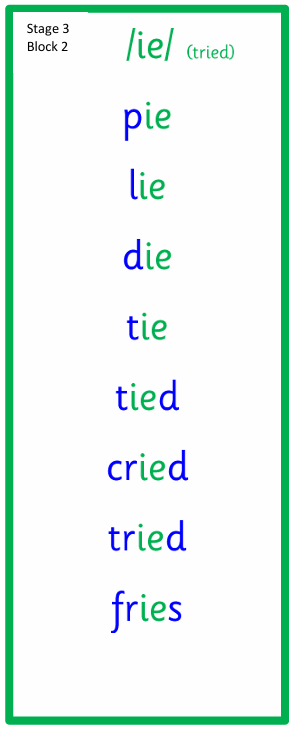 Stage 3
Block 2
/ie/ (tried)
pie
lie
die
tie
tied
cried
tried
fries